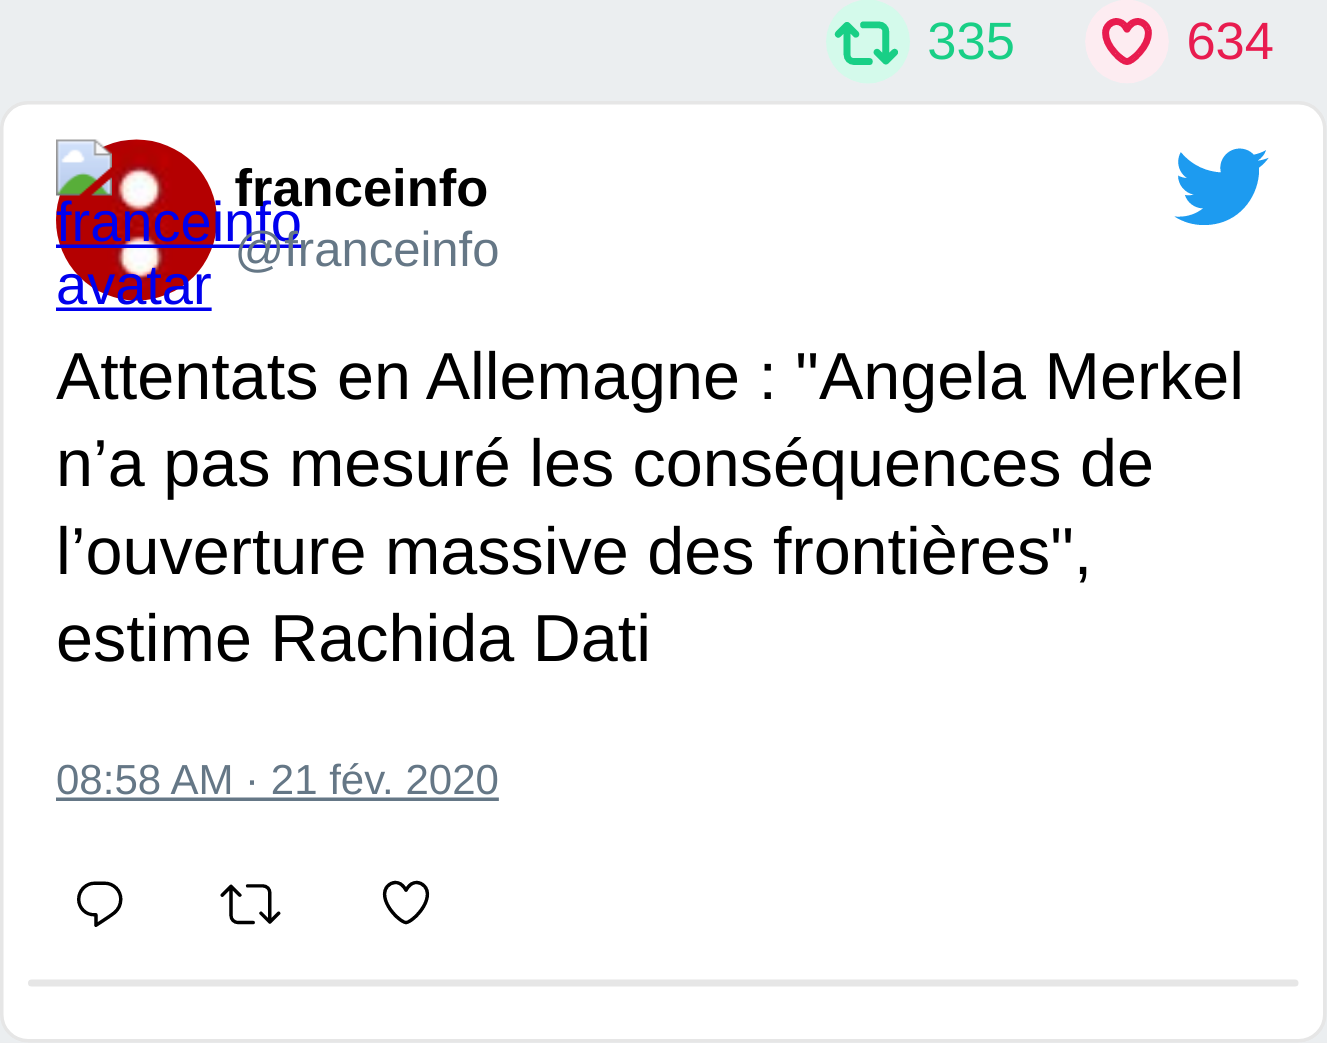 335 634
franceinfo
franceinfo
@franceinfo
avatar
Attentats en Allemagne : "Angela Merkel
n’a pas mesuré les conséquences de
l’ouverture massive des frontières",
estime Rachida Dati
08:58 AM · 21 fév. 2020